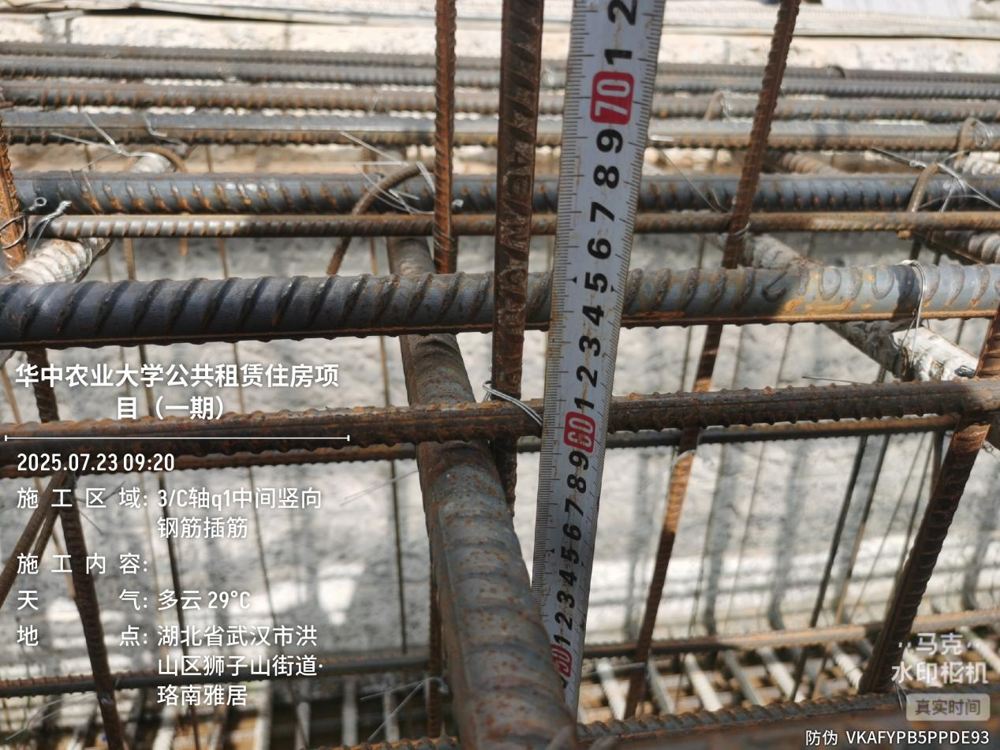 2
1
70
9
8
7
6
5
4
3
2
1
60
9
8
7
6
5
4
3
2
1
50
华中农业大学公共租赁住房项
目（一期）
2025.07.23 09:20
施工区域: 3/C轴q1中间竖向
钢筋插筋
施工内容:
天气: 多云 29°C
地点: 湖北省武汉市洪
山区狮子山街道·
珞南雅居
马克
水印相机
真实时间
防伪 VKAFYPB5PPDE93